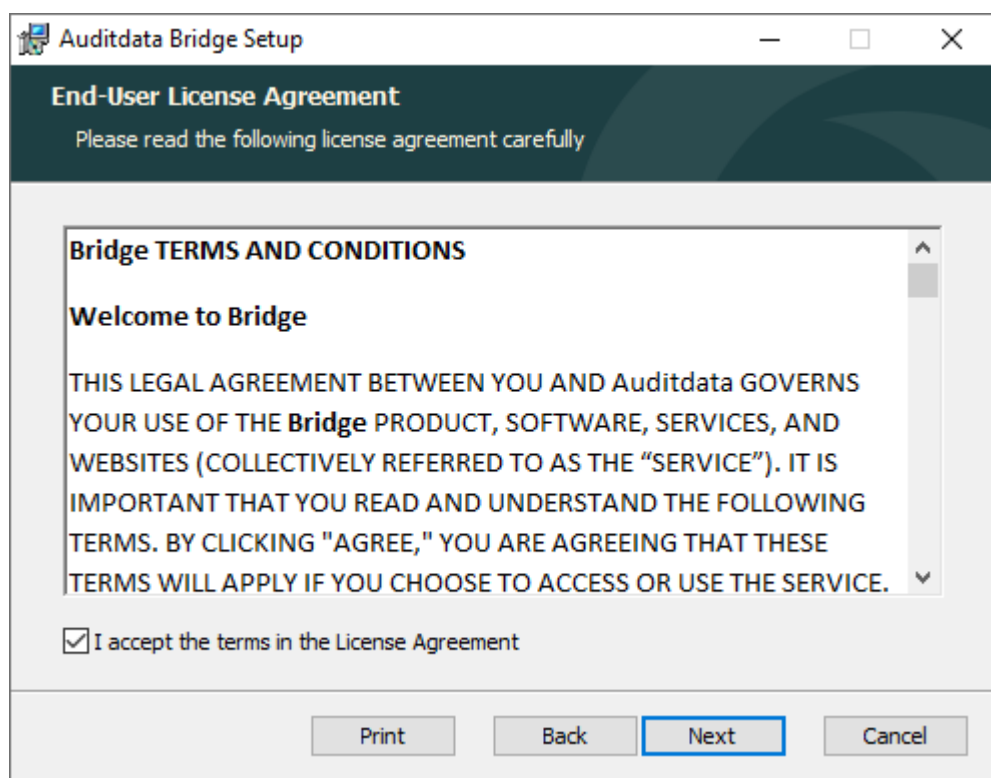 Auditdata Bridge Setup
End-User License Agreement
Please read the following license agreement carefully
Bridge TERMS AND CONDITIONS
Welcome to Bridge
THIS LEGAL AGREEMENT BETWEEN YOU AND Auditdata GOVERNS
YOUR USE OF THE Bridge PRODUCT, SOFTWARE, SERVICES, AND
WEBSITES (COLLECTIVELY REFERRED TO AS THE “SERVICE”). IT IS
IMPORTANT THAT YOU READ AND UNDERSTAND THE FOLLOWING
TERMS. BY CLICKING "AGREE," YOU ARE AGREEING THAT THESE
TERMS WILL APPLY IF YOU CHOOSE TO ACCESS OR USE THE SERVICE.
I accept the terms in the License Agreement
Print Back Next Cancel